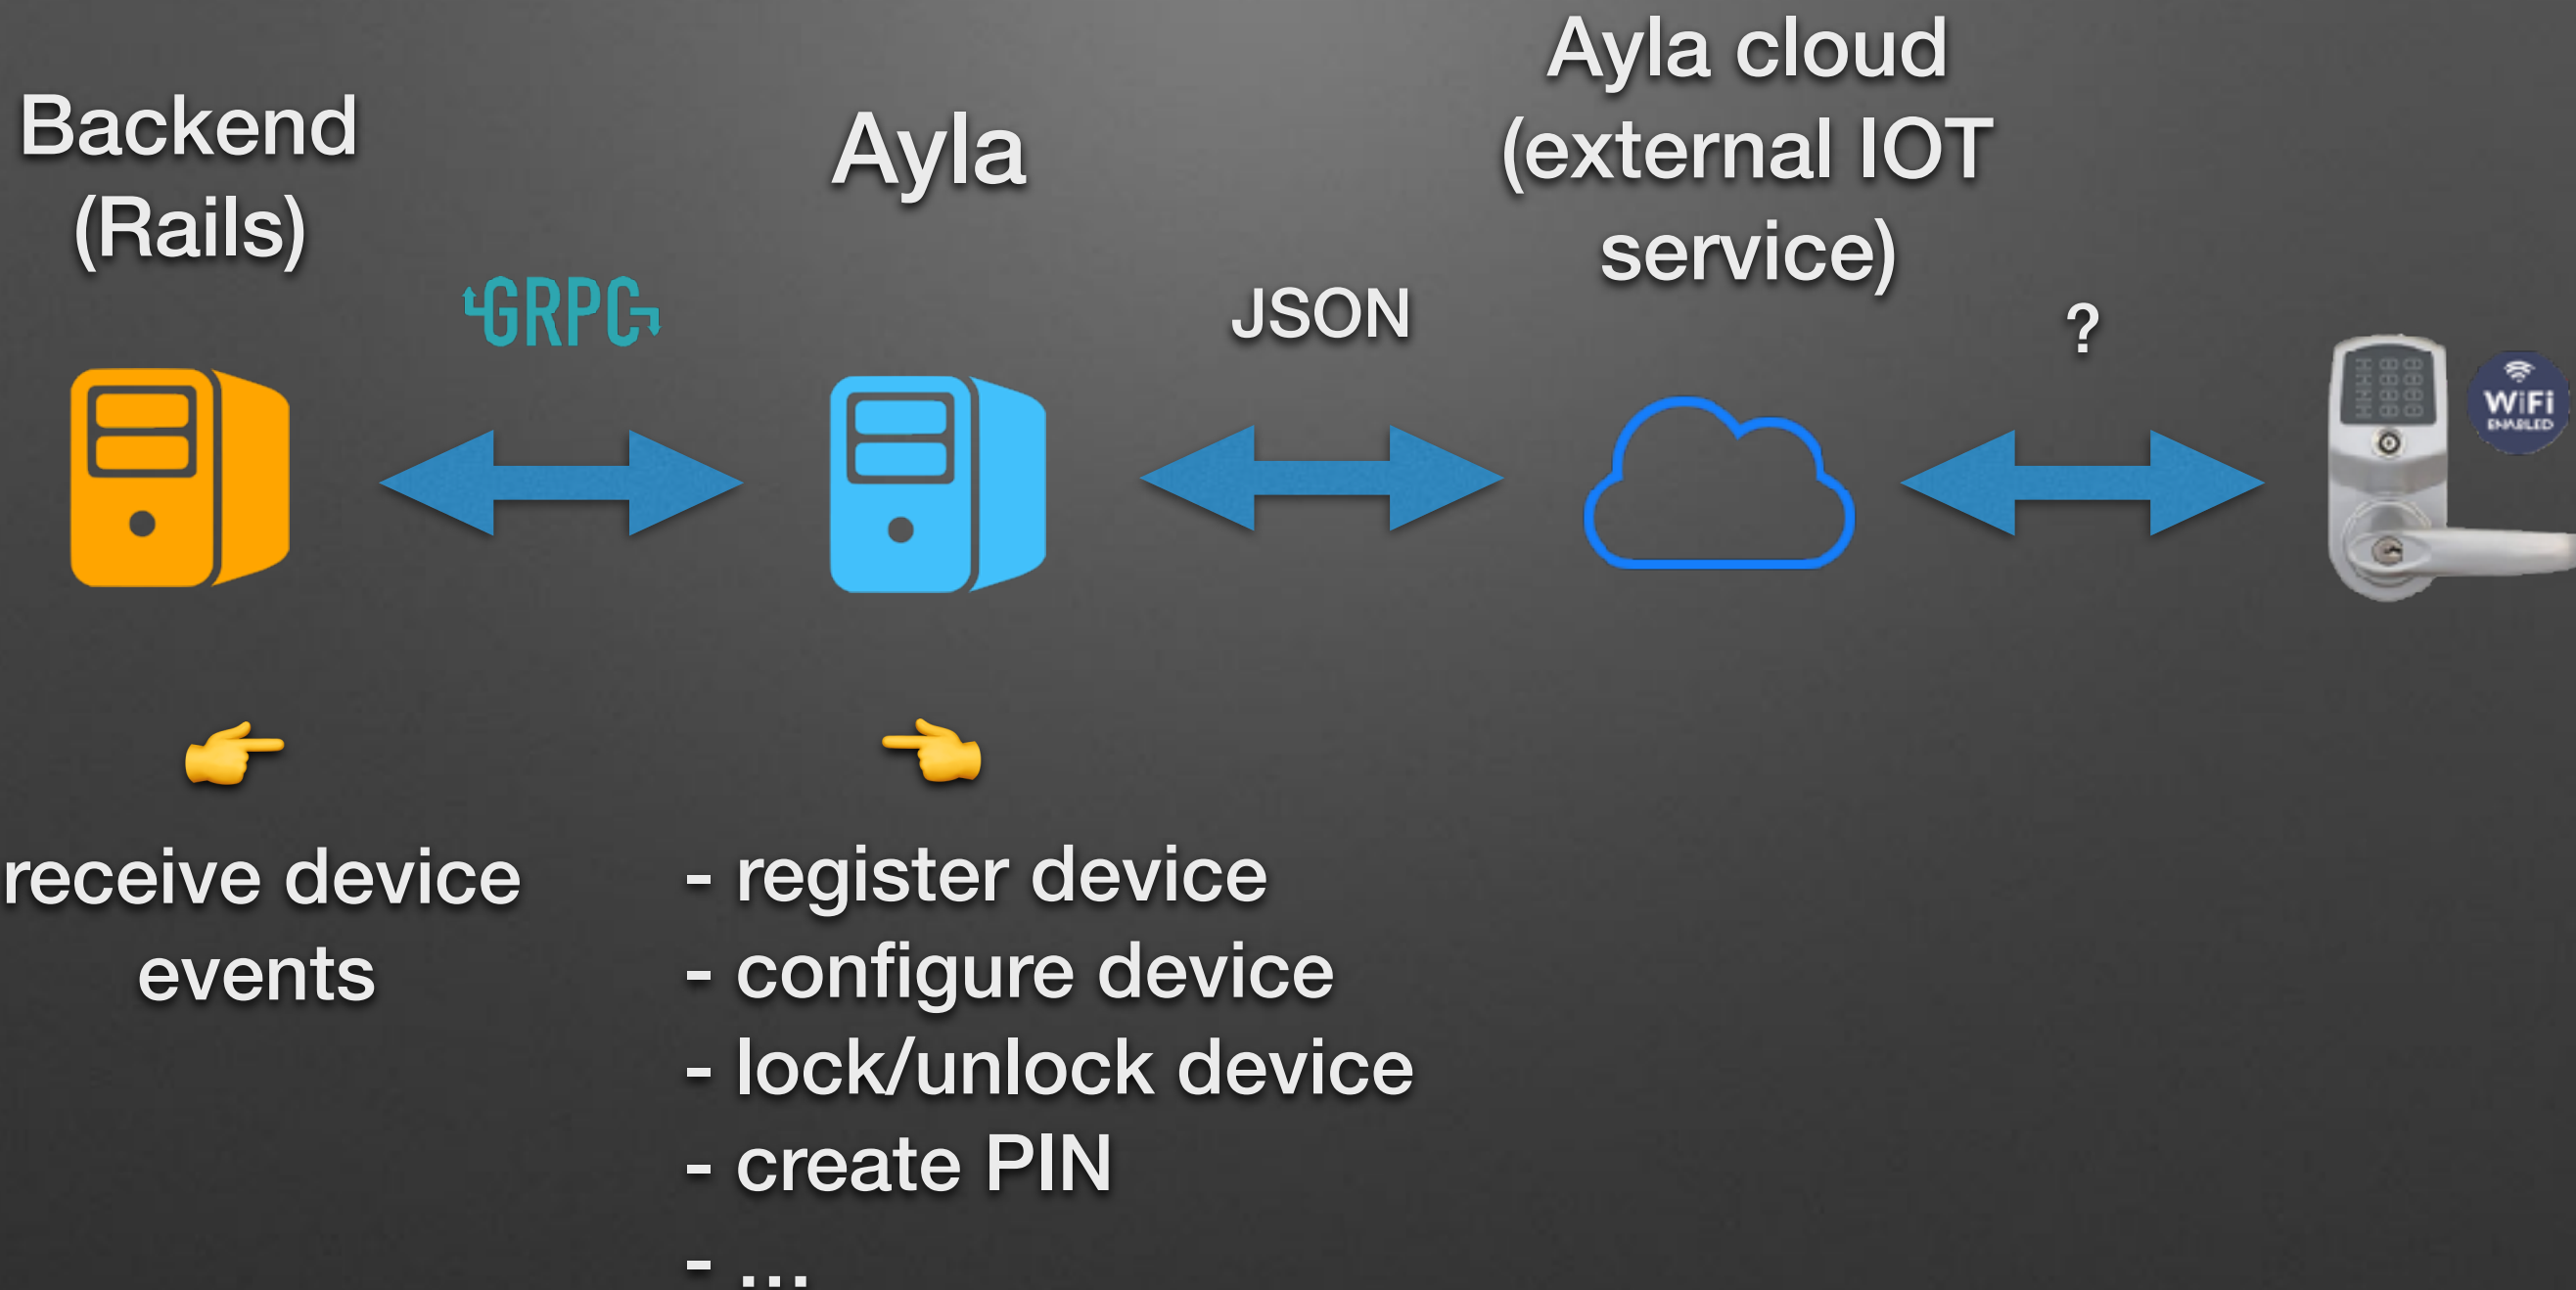 Backend
(Rails)
Ayla
Ayla cloud
(external IOT
service)
GRPC
JSON
?
WiFi
ENABLED
receive device
events
- register device
- configure device
- lock/unlock device
- create PIN
- ...